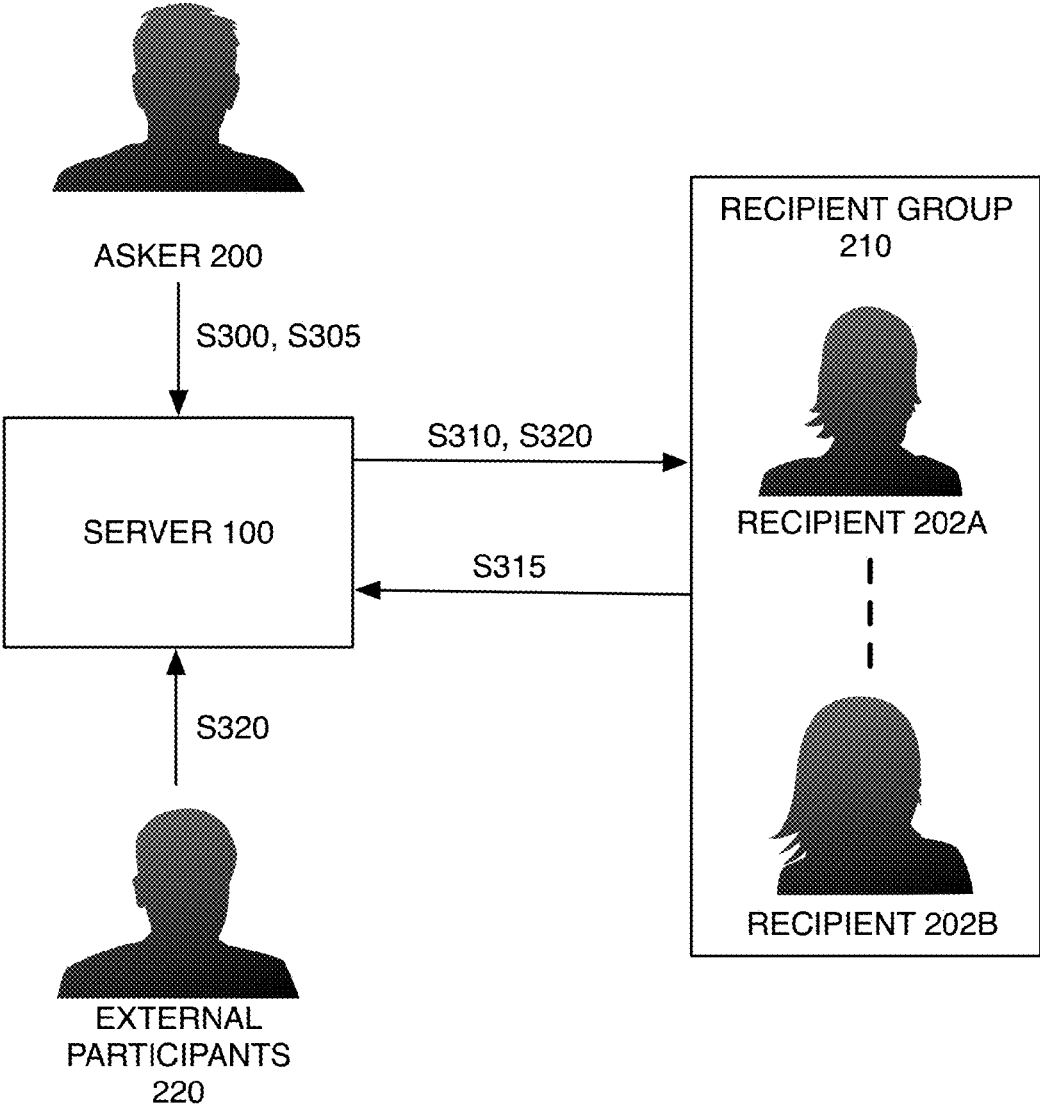 ASKER 200
S300, S305
SERVER 100
S310, S320
S315
S320
EXTERNAL
PARTICIPANTS
220
RECIPIENT GROUP
210
RECIPIENT 202A
RECIPIENT 202B